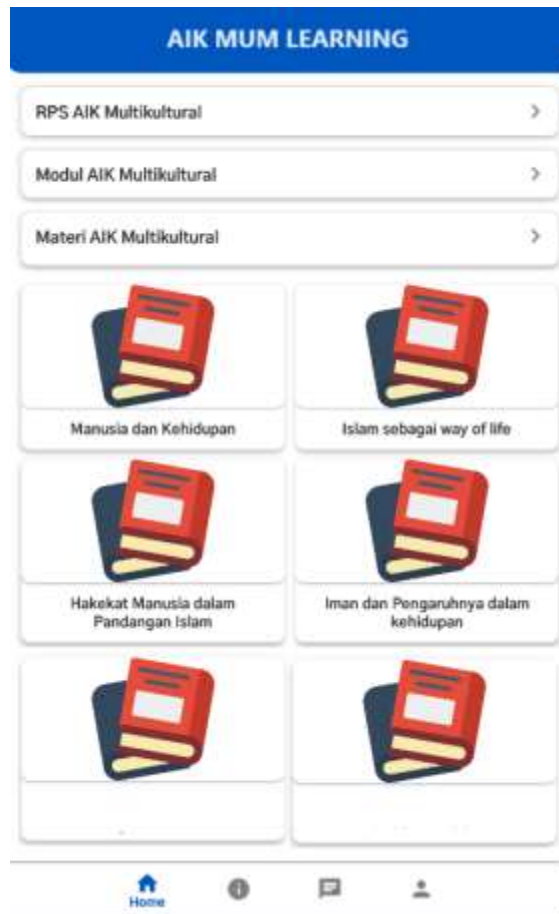 AIK MUM LEARNING
RPS AIK Multikultural
Modul AIK Multikultural
Materi AIK Multikultural
Manusia dan Kehidupan
Islam sebagai way of life
Hakekat Manusia dalam
Pandangan Islam
Iman dan Pengaruhnya dalam
kehidupan
Home